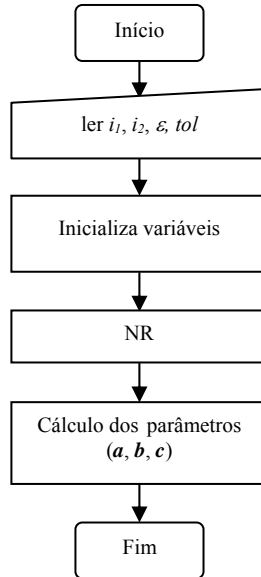 Início
ler i₁, i₂, ε, tol
Inicializa variáveis
NR
Cálculo dos parâmetros
(a, b, c)
Fim